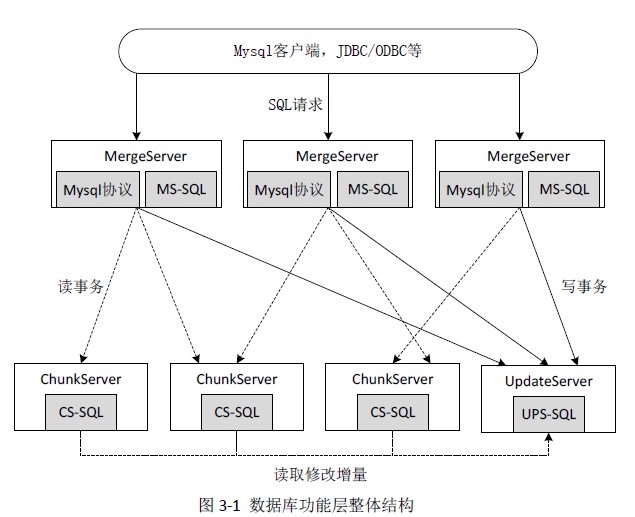 Mysql客户端，JDBC/ODBC等
SQL请求
MergeServer
Mysql协议
MS-SQL
MergeServer
Mysql协议
MS-SQL
MergeServer
Mysql协议
MS-SQL
读事务
写事务
ChunkServer
CS-SQL
ChunkServer
CS-SQL
ChunkServer
CS-SQL
UpdateServer
UPS-SQL
读取修改增量
图 3-1 数据库功能层整体结构